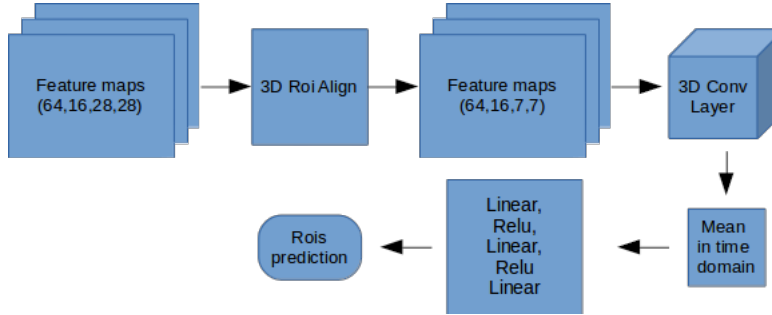 Feature maps
(64,16,28,28)
3D Roi Align
Feature maps
(64,16,7,7)
3D Conv
Layer
Mean
in time
domain
Linear,
Relu,
Linear,
Relu
Linear
Rois
prediction